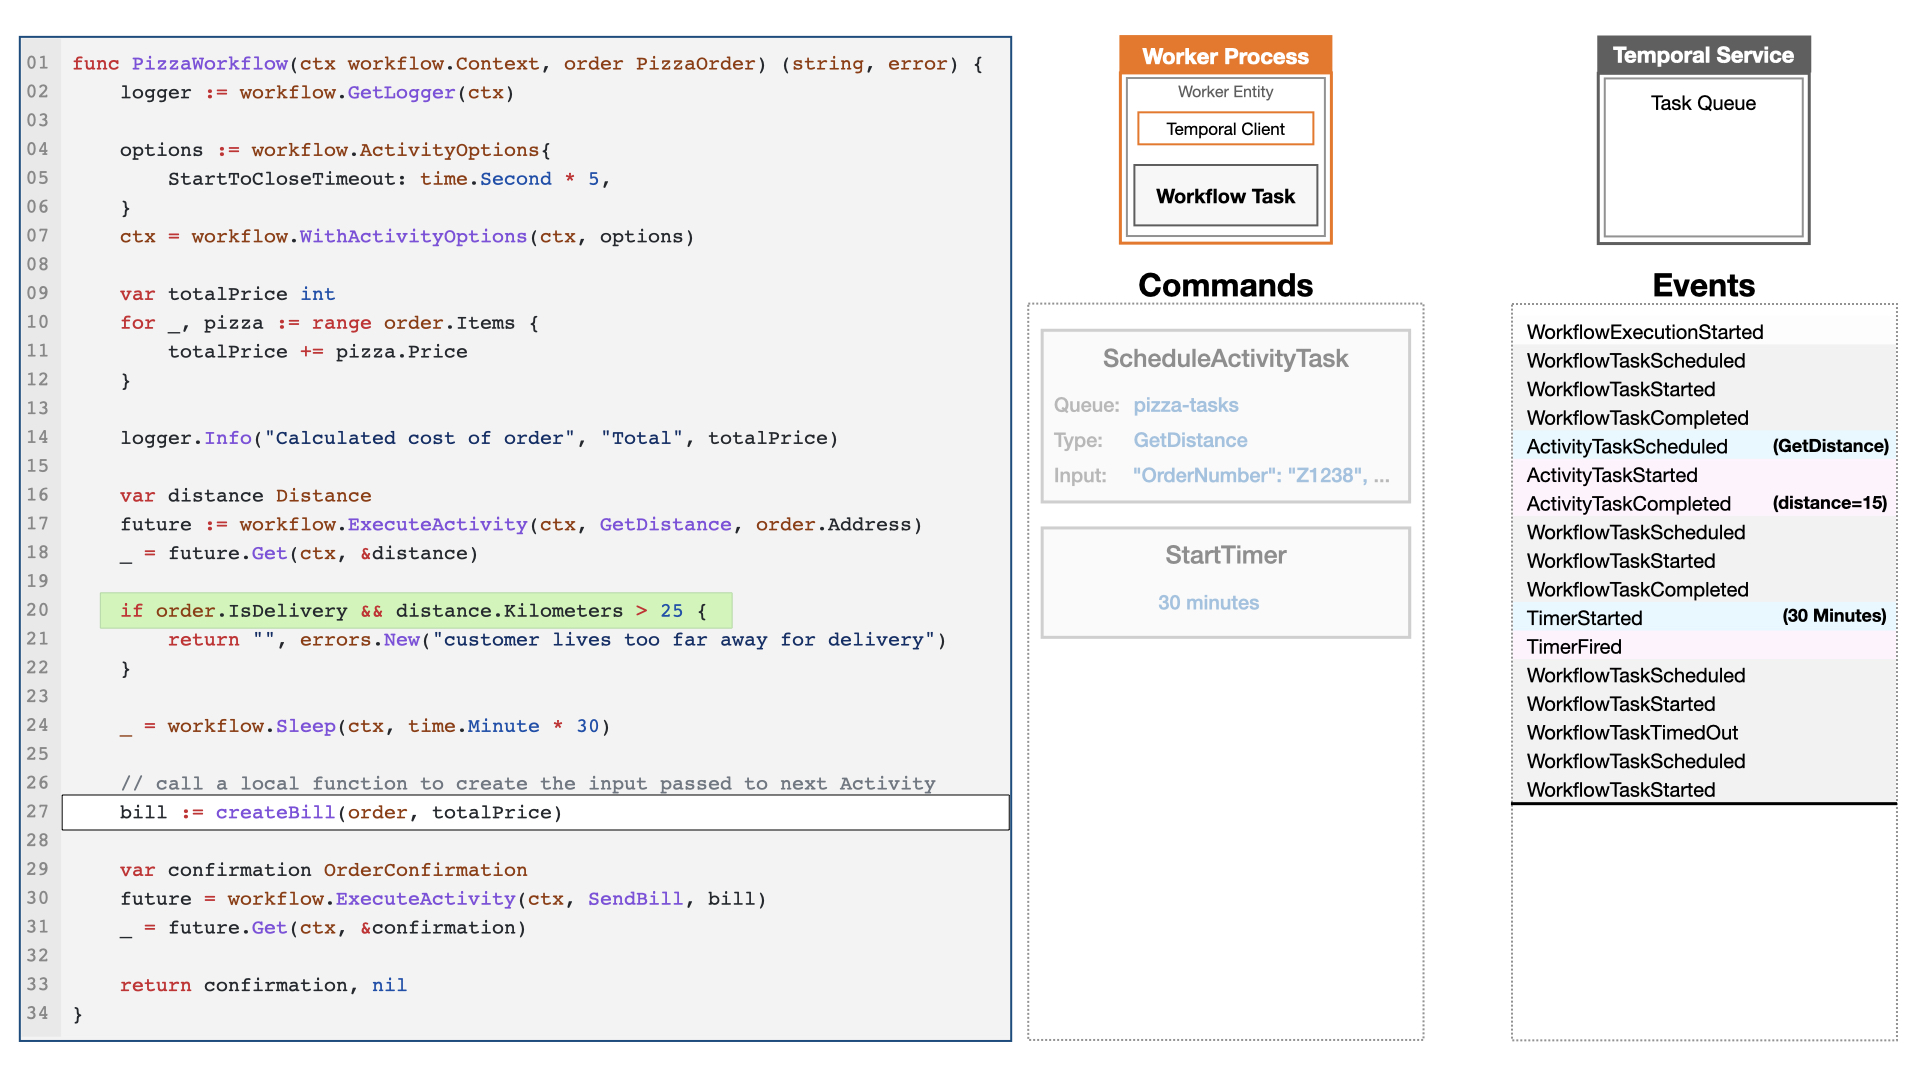 01 func PizzaWorkflow(ctx workflow.Context, order PizzaOrder) (string, error) {
02     logger := workflow.GetLogger(ctx)
03
04     options := workflow.ActivityOptions{
05         StartToCloseTimeout: time.Second * 5,
06     }
07     ctx = workflow.WithActivityOptions(ctx, options)
08
09     var totalPrice int
10     for _, pizza := range order.Items {
11         totalPrice += pizza.Price
12     }
13
14     logger.Info("Calculated cost of order", "Total", totalPrice)
15
16     var distance Distance
17     future := workflow.ExecuteActivity(ctx, GetDistance, order.Address)
18     _ = future.Get(ctx, &distance)
19
20     if order.IsDelivery && distance.Kilometers > 25 {
21         return "", errors.New("customer lives too far away for delivery")
22     }
23
24     _ = workflow.Sleep(ctx, time.Minute * 30)
25
26     // call a local function to create the input passed to next Activity
27     bill := createBill(order, totalPrice)
28
29     var confirmation OrderConfirmation
30     future = workflow.ExecuteActivity(ctx, SendBill, bill)
31     _ = future.Get(ctx, &confirmation)
32
33     return confirmation, nil
34 }
Worker Process
Worker Entity
Temporal Client
Workflow Task
Commands
ScheduleActivityTask
Queue: pizza-tasks
Type: GetDistance
Input: "OrderNumber": "Z1238", ...
StartTimer
30 minutes
Temporal Service
Task Queue
Events
WorkflowExecutionStarted
WorkflowTaskScheduled
WorkflowTaskStarted
WorkflowTaskCompleted
ActivityTaskScheduled (GetDistance)
ActivityTaskStarted
ActivityTaskCompleted (distance=15)
WorkflowTaskScheduled
WorkflowTaskStarted
WorkflowTaskCompleted
TimerStarted (30 Minutes)
TimerFired
WorkflowTaskScheduled
WorkflowTaskStarted
WorkflowTaskTimedOut
WorkflowTaskScheduled
WorkflowTaskStarted